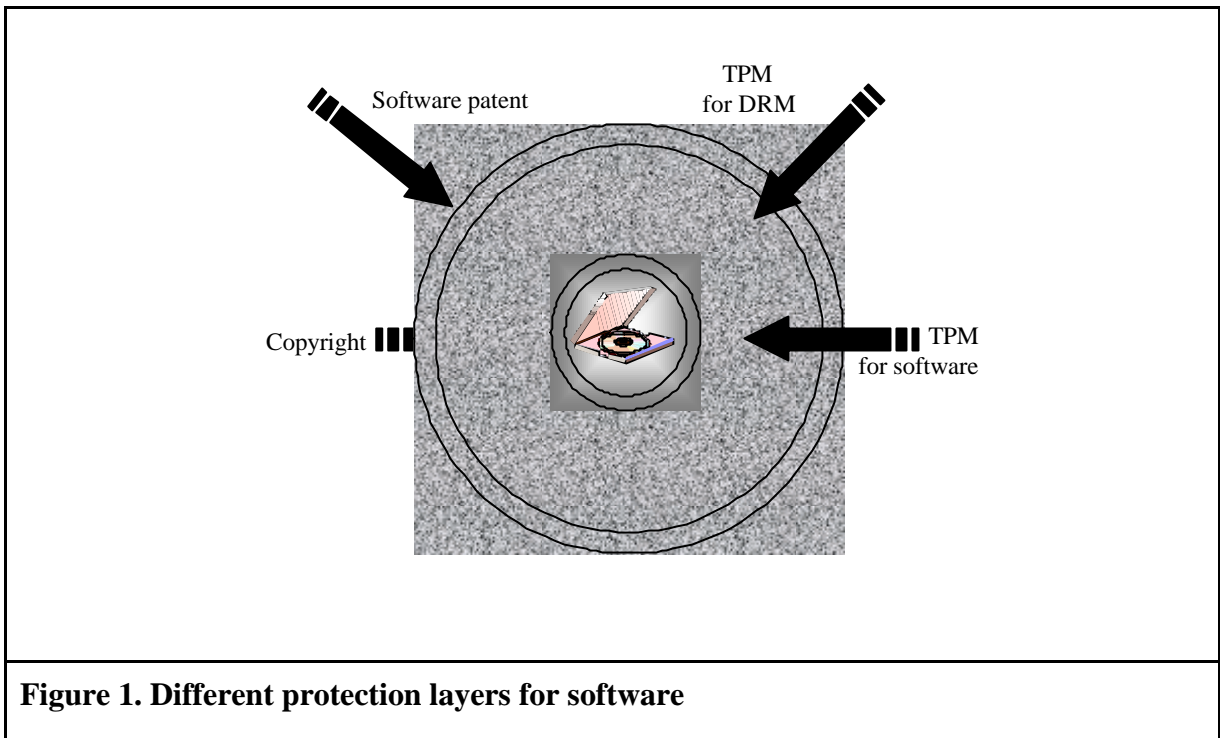 Software patent
TPM
for DRM
Copyright
TPM
for software
Figure 1. Different protection layers for software